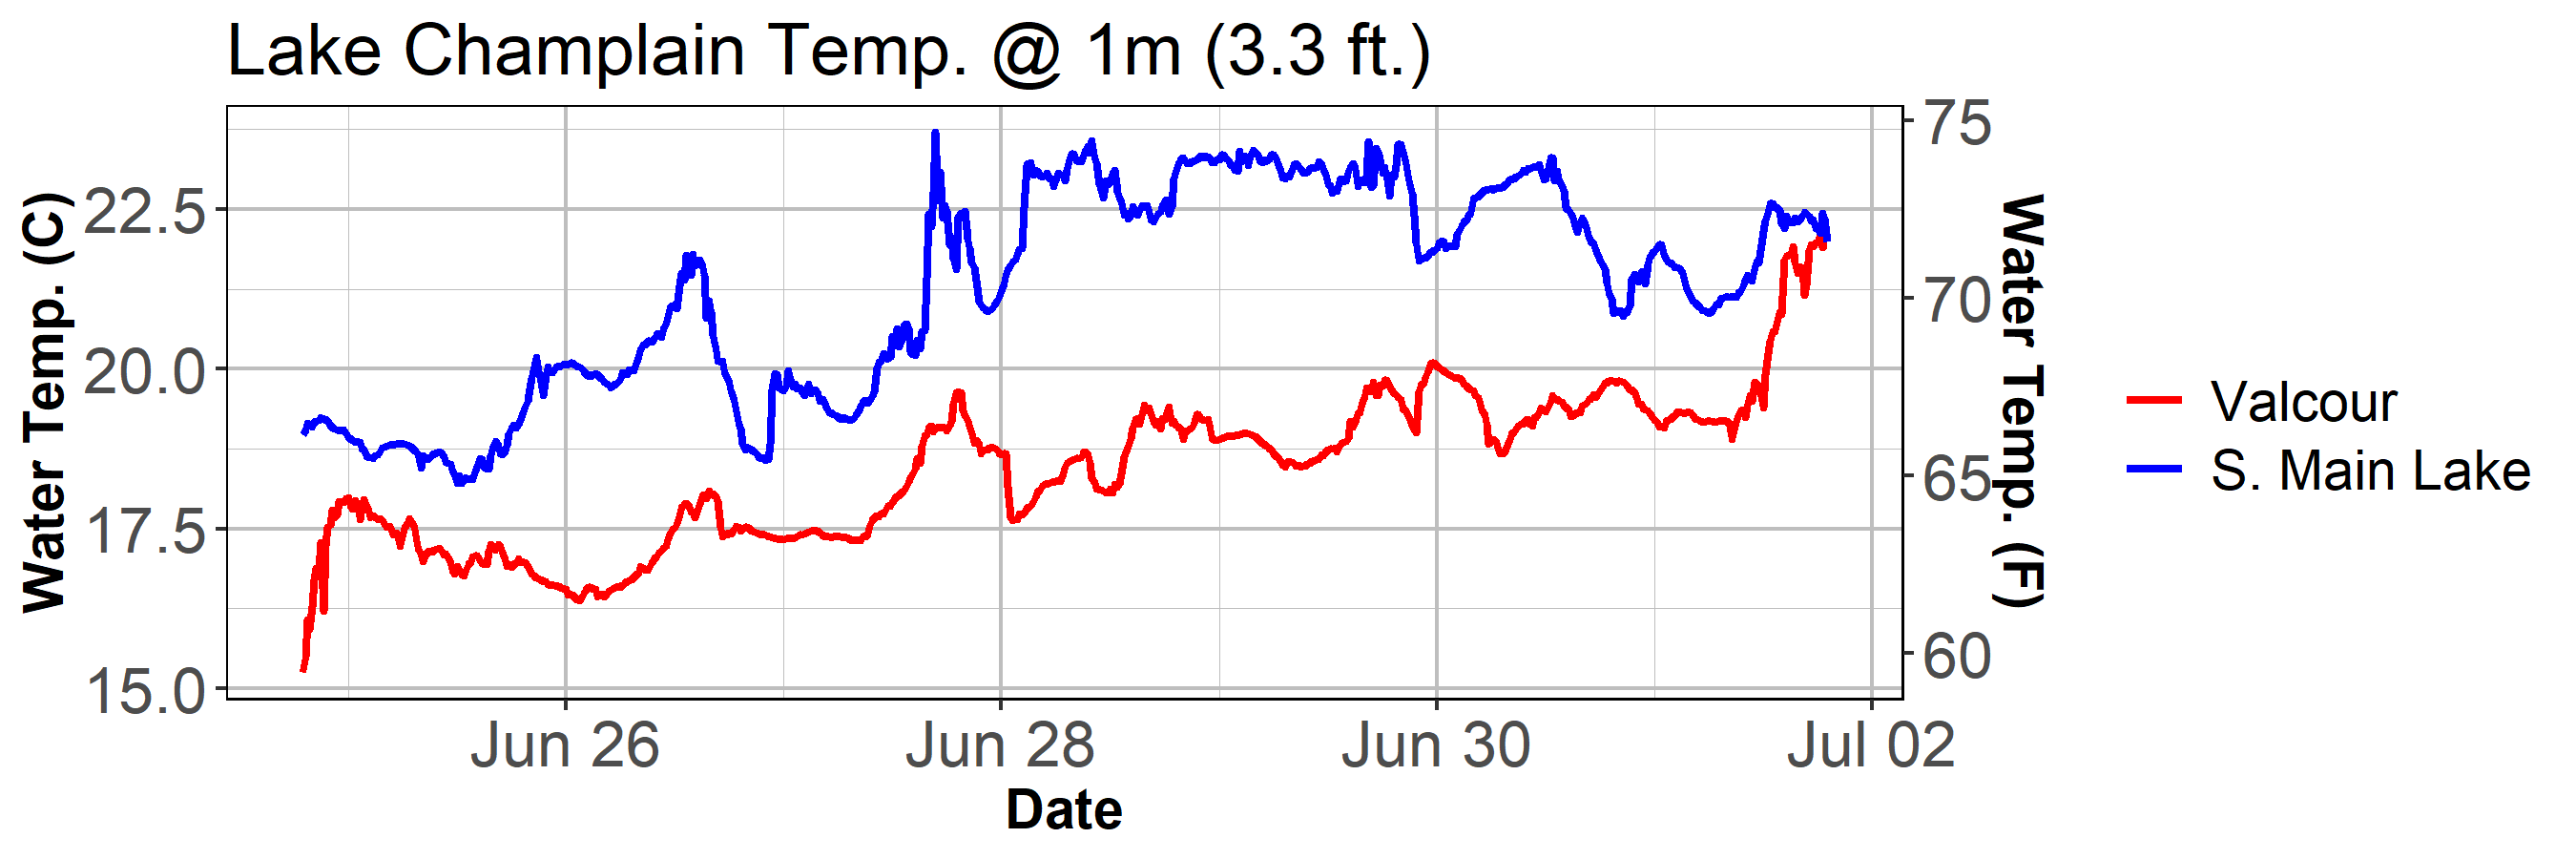 Lake Champlain Temp. @ 1m (3.3 ft.)
Water Temp. (C)
22.5
20.0
17.5
15.0
75
70
65
60
Water Temp. (F)
Jun 26
Jun 28
Jun 30
Jul 02
Date
Valcour
S. Main Lake